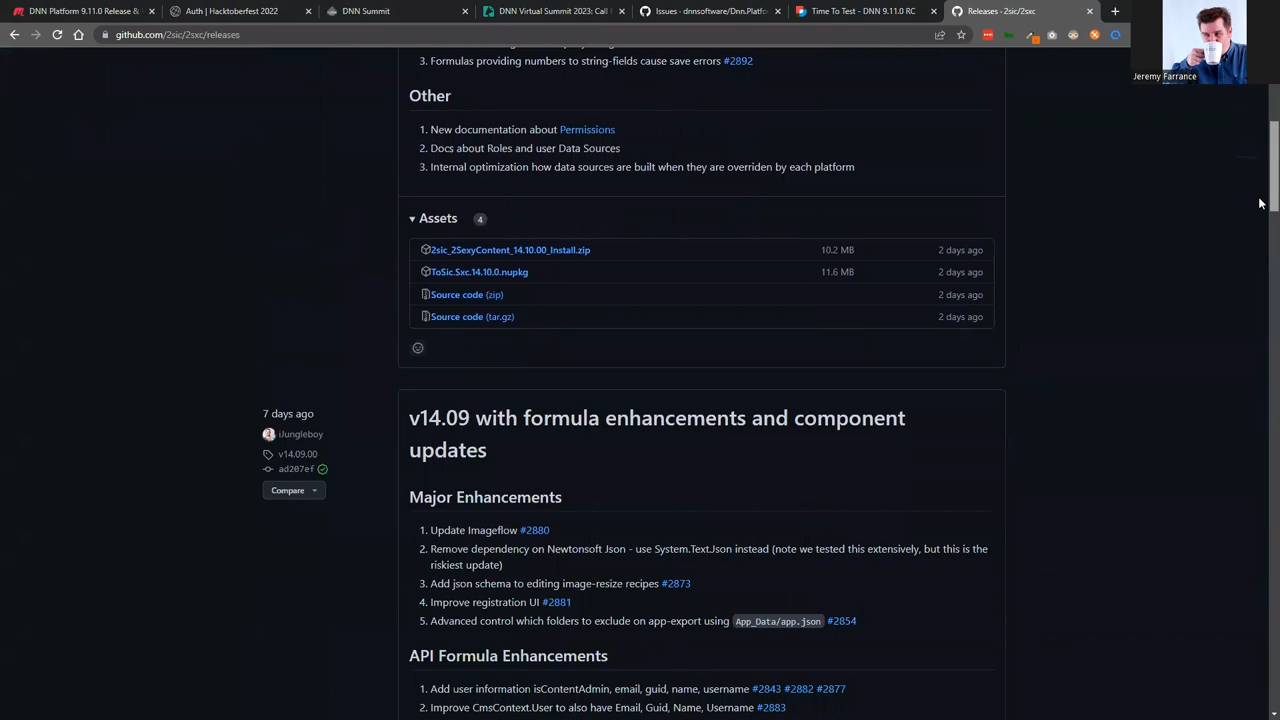 DNN Platform 9.11.0 Release &
Auth | Hacktoberfest 2022
DNN Summit
DNN Virtual Summit 2023: Call F
Issues · dnnsoftware/Dnn.Platfo
Time To Test - DNN 9.11.0 RC
Releases · 2sic/2sxc
github.com/2sic/2sxc/releases
Jeremy Farrance
3. Formulas providing numbers to string-fields cause save errors #2892
Other
1. New documentation about Permissions
2. Docs about Roles and user Data Sources
3. Internal optimization how data sources are built when they are overriden by each platform
Assets 4
2sic_2SexyContent_14.10.00_Install.zip 10.2 MB 2 days ago
ToSic.Sxc.14.10.0.nupkg 11.6 MB 2 days ago
Source code (zip) 2 days ago
Source code (tar.gz) 2 days ago
7 days ago
iJungleboy
v14.09.00
ad207ef
Compare
v14.09 with formula enhancements and component
updates
Major Enhancements
1. Update Imageflow #2880
2. Remove dependency on Newtonsoft Json - use System.Text.Json instead (note we tested this extensively, but this is the
riskiest update)
3. Add json schema to editing image-resize recipes #2873
4. Improve registration UI #2881
5. Advanced control which folders to exclude on app-export using App_Data/app.json #2854
API Formula Enhancements
1. Add user information isContentAdmin, email, guid, name, username #2843 #2882 #2877
2. Improve CmsContext.User to also have Email, Guid, Name, Username #2883